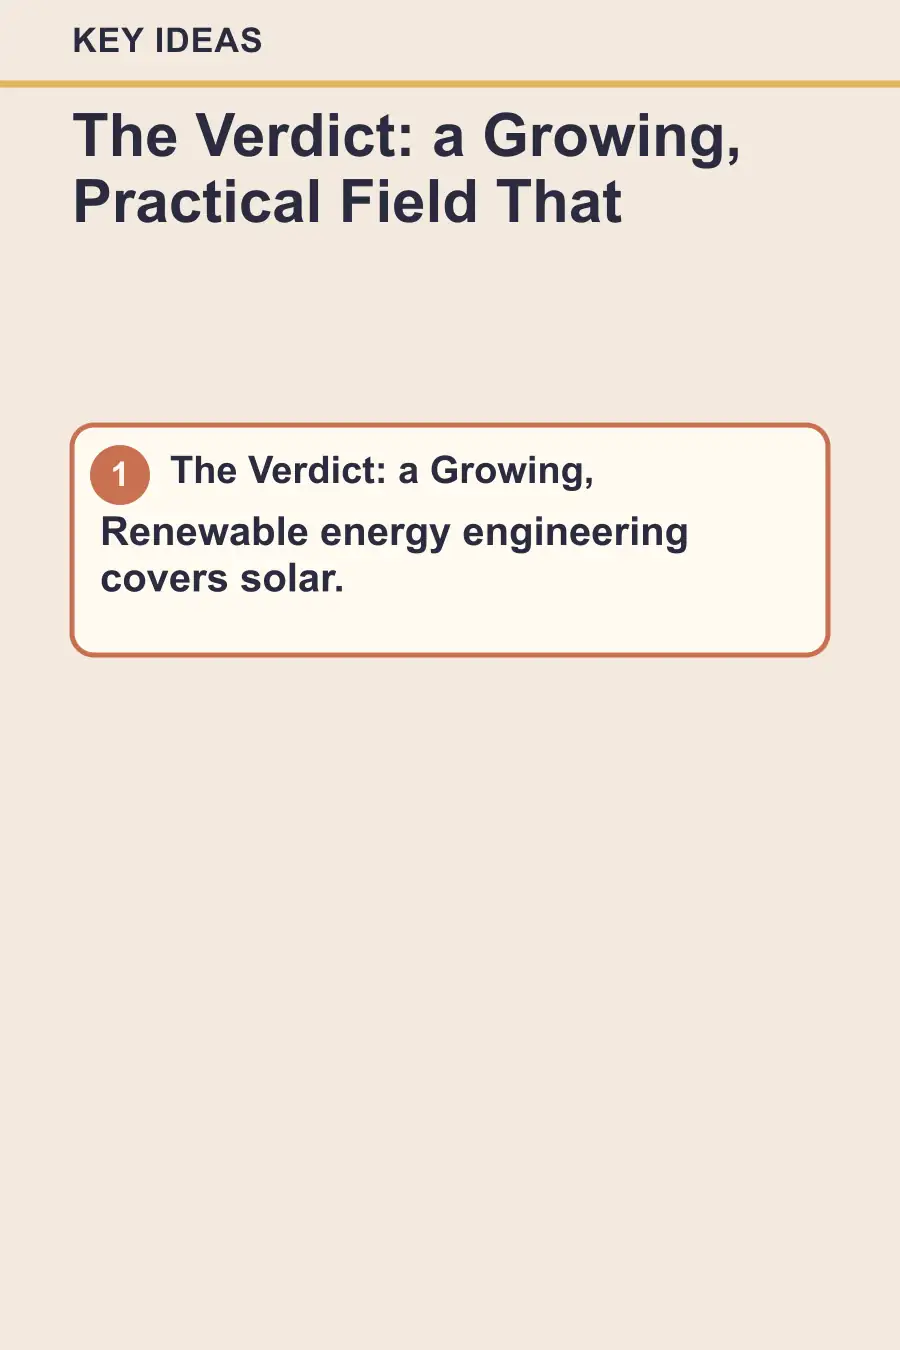 KEY IDEAS
The Verdict: a Growing,
Practical Field That
1 The Verdict: a Growing,
Renewable energy engineering
covers solar.